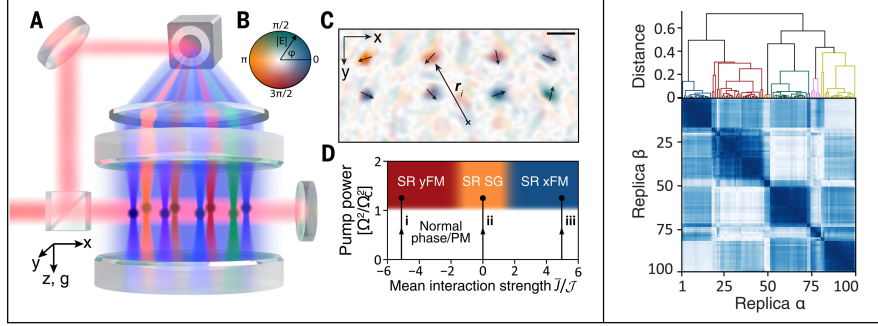 A
x
y
z, g
B
π/2
|E|
φ
π
0
3π/2
C
x
y
r i
D
Pump power
[Ω²/Ω²c]
2
1
0
SR yFM
SR SG
SR xFM
i
ii
iii
Normal
phase/PM
−6
−4
−2
0
2
4
6
Mean interaction strength J̄/𝒥
Distance
0.6
0.4
0.2
0
Replica β
25
50
75
100
1
25
50
75
100
Replica α